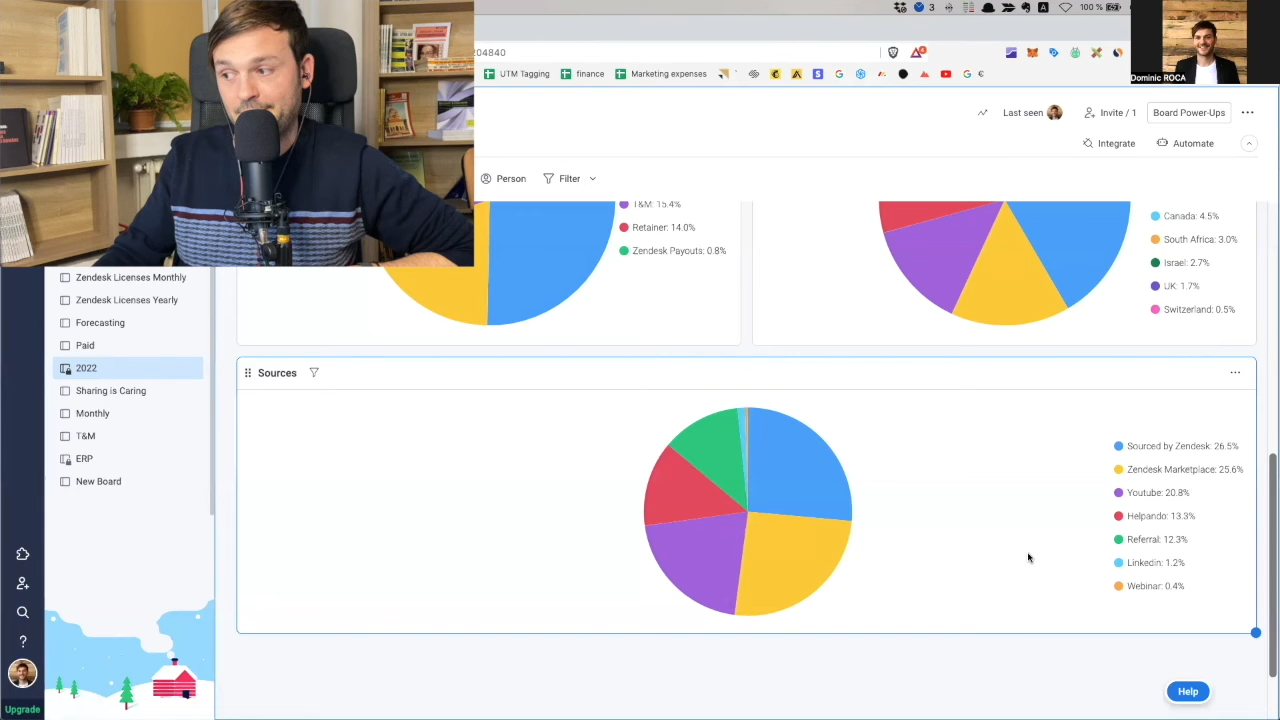 3
A
100 %
204840
UTM Tagging
finance
Marketing expenses
€
Dominic ROCA
Last seen
Invite / 1
Board Power-Ups
Integrate
Automate
Person
Filter
T&M: 15.4%
Retainer: 14.0%
Zendesk Payouts: 0.8%
Canada: 4.5%
South Africa: 3.0%
Israel: 2.7%
UK: 1.7%
Switzerland: 0.5%
Zendesk Licenses Monthly
Zendesk Licenses Yearly
Forecasting
Paid
2022
Sharing is Caring
Monthly
T&M
ERP
New Board
Upgrade
Sources
Sourced by Zendesk: 26.5%
Zendesk Marketplace: 25.6%
Youtube: 20.8%
Helpando: 13.3%
Referral: 12.3%
Linkedin: 1.2%
Webinar: 0.4%
Help